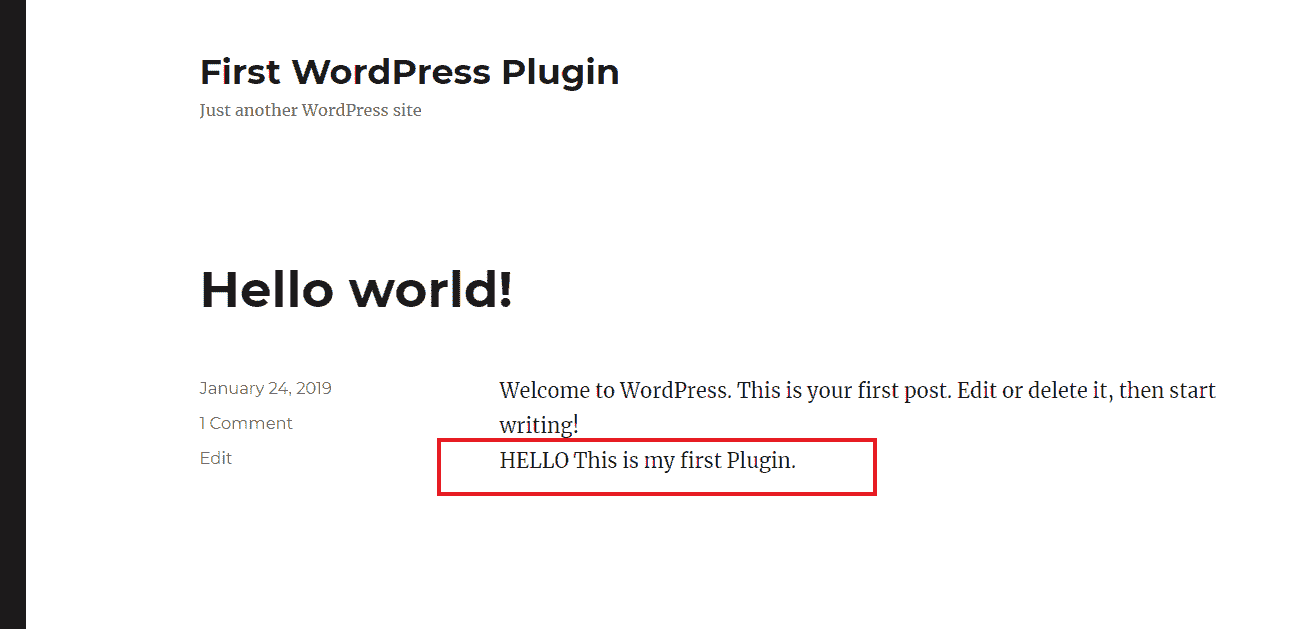 First WordPress Plugin
Just another WordPress site
Hello world!
January 24, 2019
1 Comment
Edit
Welcome to WordPress. This is your first post. Edit or delete it, then start
writing!
HELLO This is my first Plugin.